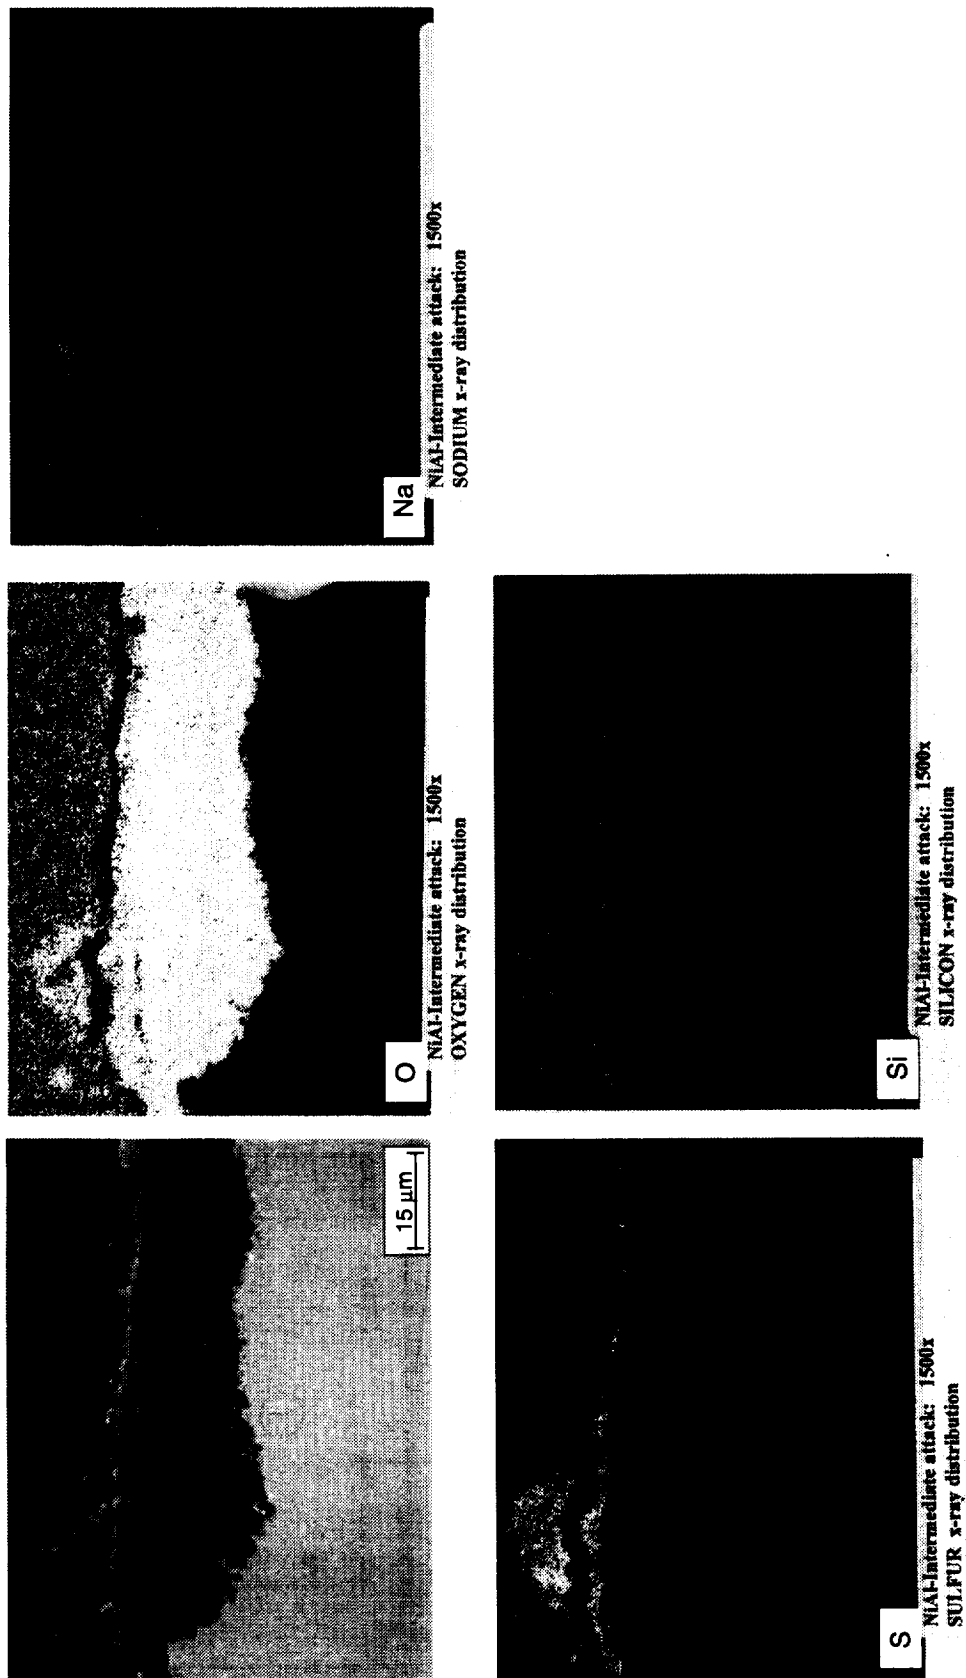 15 µm
O
NiAl-Intermediate attack: 1500x
OXYGEN x-ray distribution
Na
NiAl-Intermediate attack: 1500x
SODIUM x-ray distribution
S
NiAl-Intermediate attack: 1500x
SULFUR x-ray distribution
Si
NiAl-Intermediate attack: 1500x
SILICON x-ray distribution